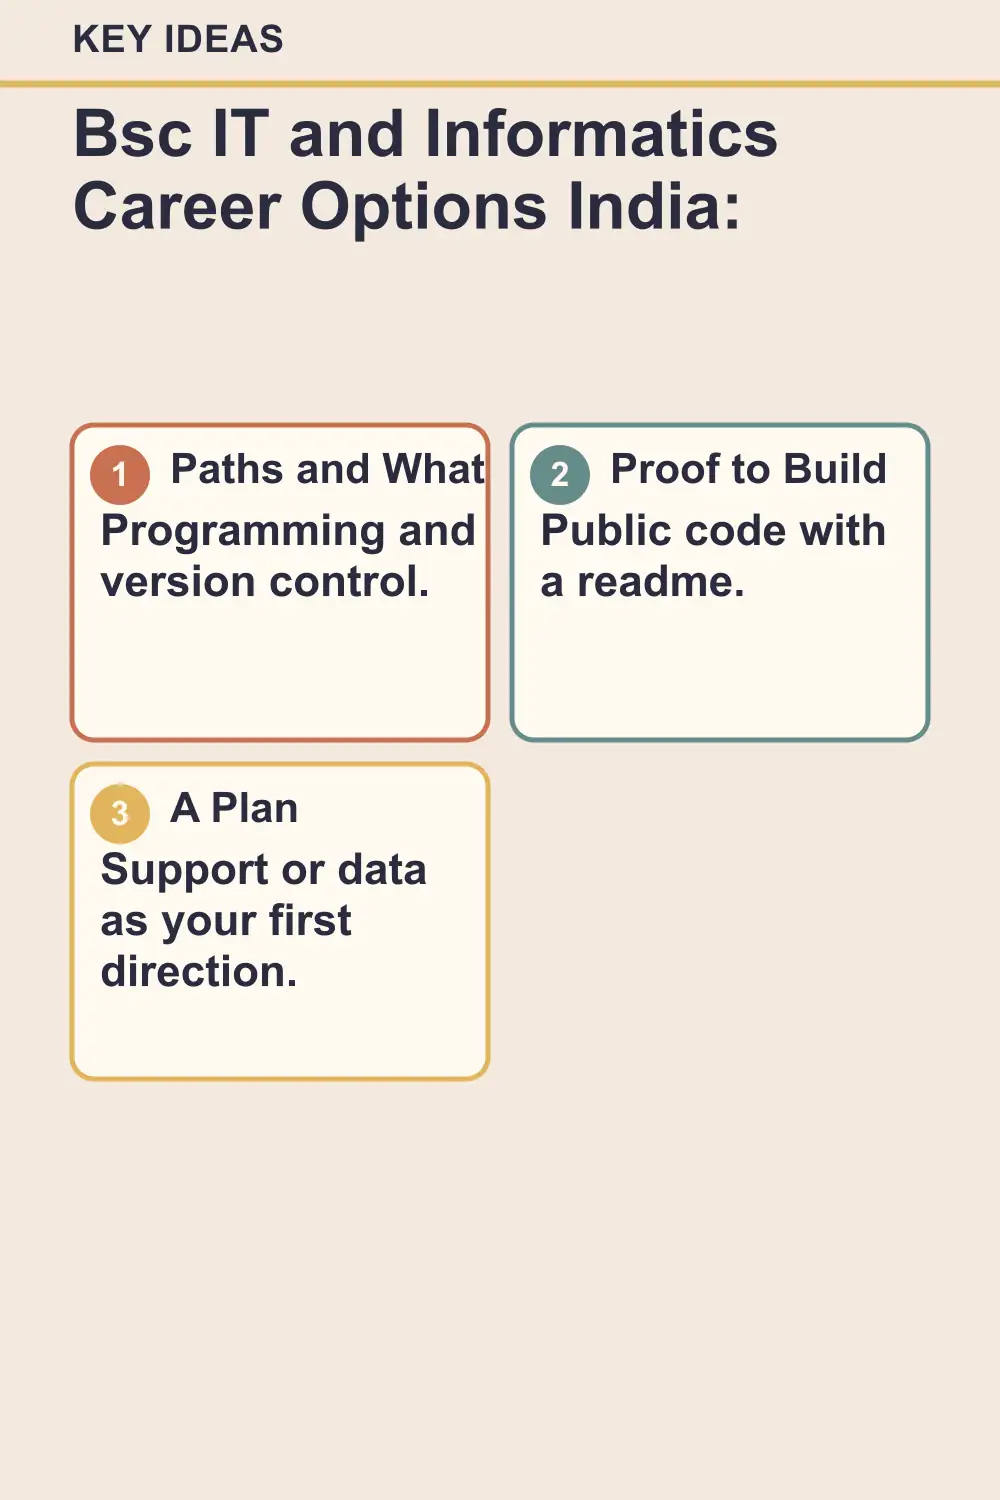 KEY IDEAS
Bsc IT and Informatics
Career Options India:
1 Paths and What
Programming and
version control.
2 Proof to Build
Public code with
a readme.
3 A Plan
Support or data
as your first
direction.